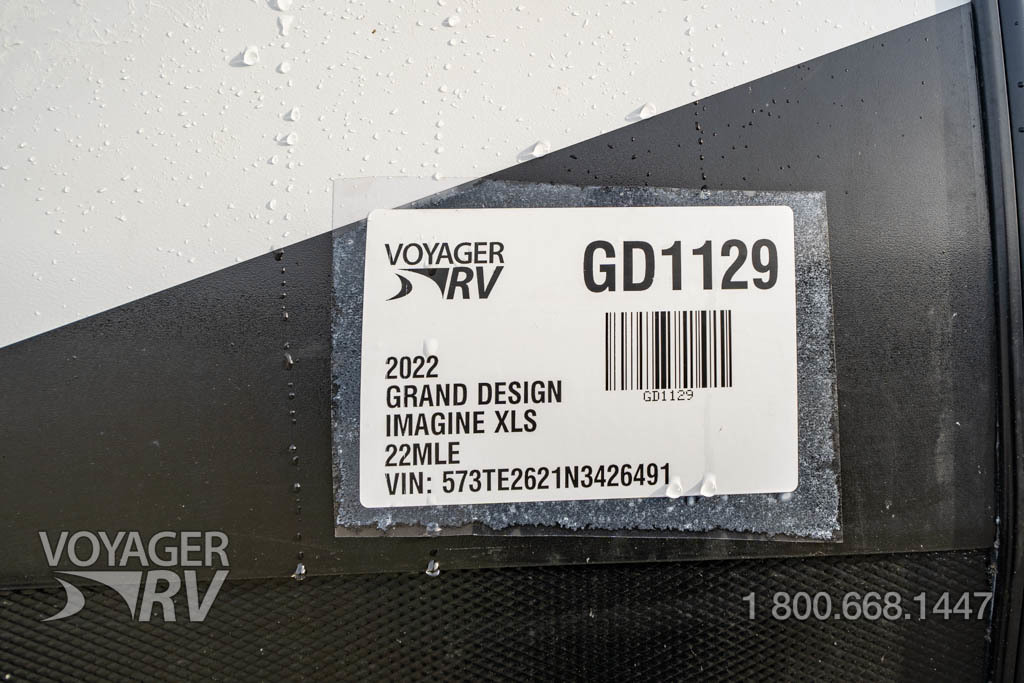 VOYAGER
RV
GD1129
GD1129
2022
GRAND DESIGN
IMAGINE XLS
22MLE
VIN: 573TE2621N3426491
VOYAGER
RV
1 800.668.1447